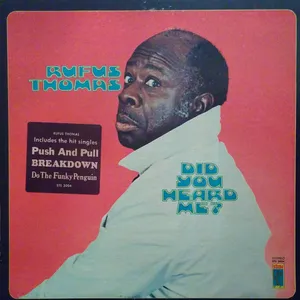 RUFUS
THOMAS
RUFUS THOMAS
Includes the hit singles
Push And Pull
BREAKDOWN
Do The Funky Penguin
DID
YOU
HEARD
ME?
STEREO